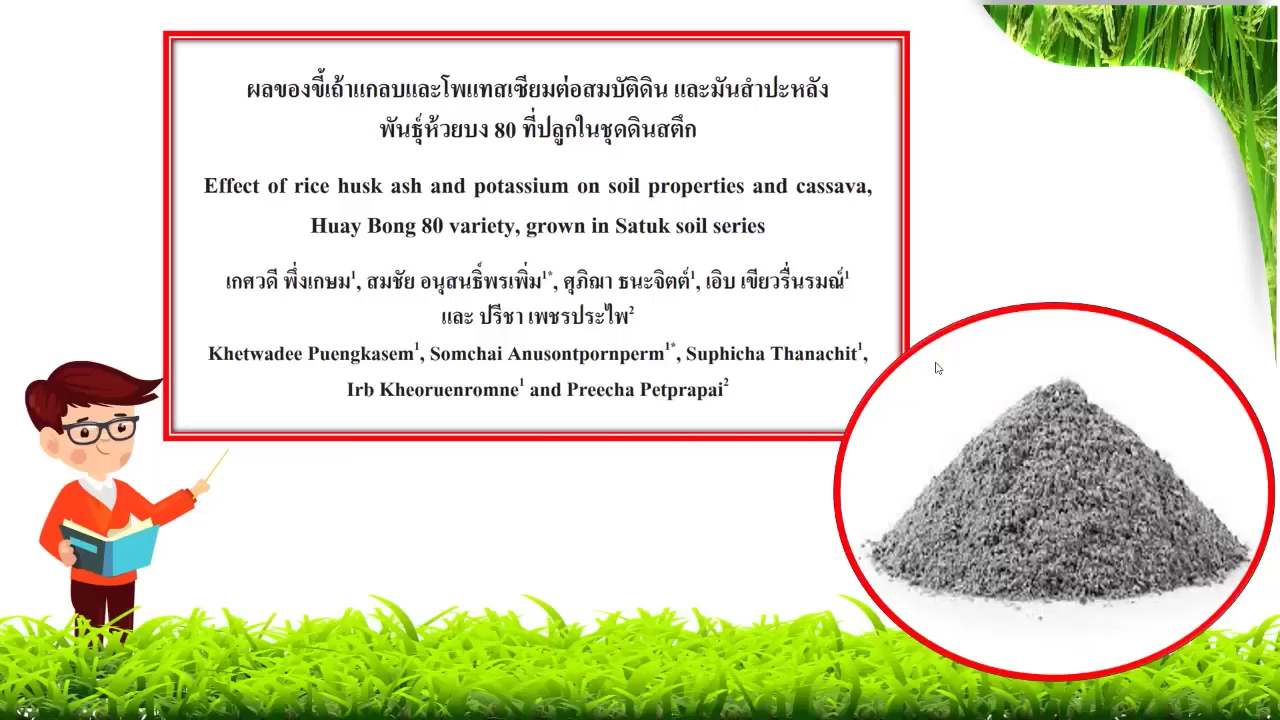 ผลของขี้เถ้าแกลบและโพแทสเซียมต่อสมบัติดิน และมันสำปะหลัง
พันธุ์ห้วยบง 80 ที่ปลูกในชุดดินสตึก
Effect of rice husk ash and potassium on soil properties and cassava,
Huay Bong 80 variety, grown in Satuk soil series
เกศวดี พึ่งเกษม¹, สมชัย อนุสนธิ์พรเพิ่ม¹*, ศุภิฌา ธนะจิตต์¹, เอิบ เขียวรื่นรมณ์¹
และ ปรีชา เพชรประไพ²
Khetwadee Puengkasem¹, Somchai Anusontpornperm¹*, Suphicha Thanachit¹,
Irb Kheoruenromne¹ and Preecha Petprapai²